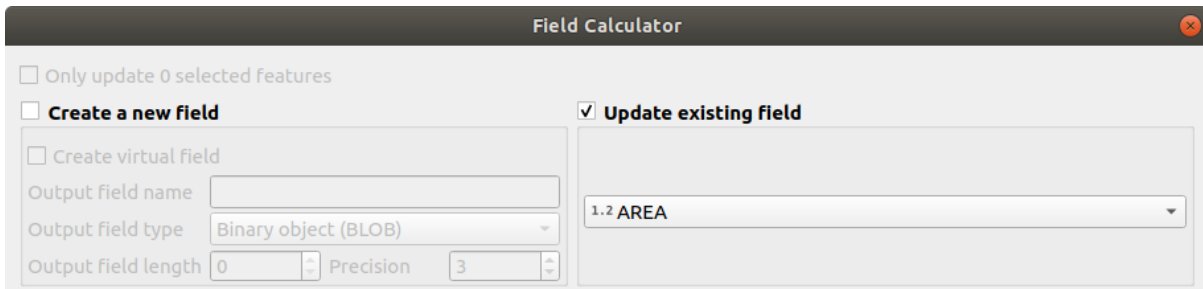 Field Calculator
Only update 0 selected features
Create a new field
Update existing field
Create virtual field
Output field name
1.2 AREA
Output field type Binary object (BLOB)
Output field length 0 Precision 3